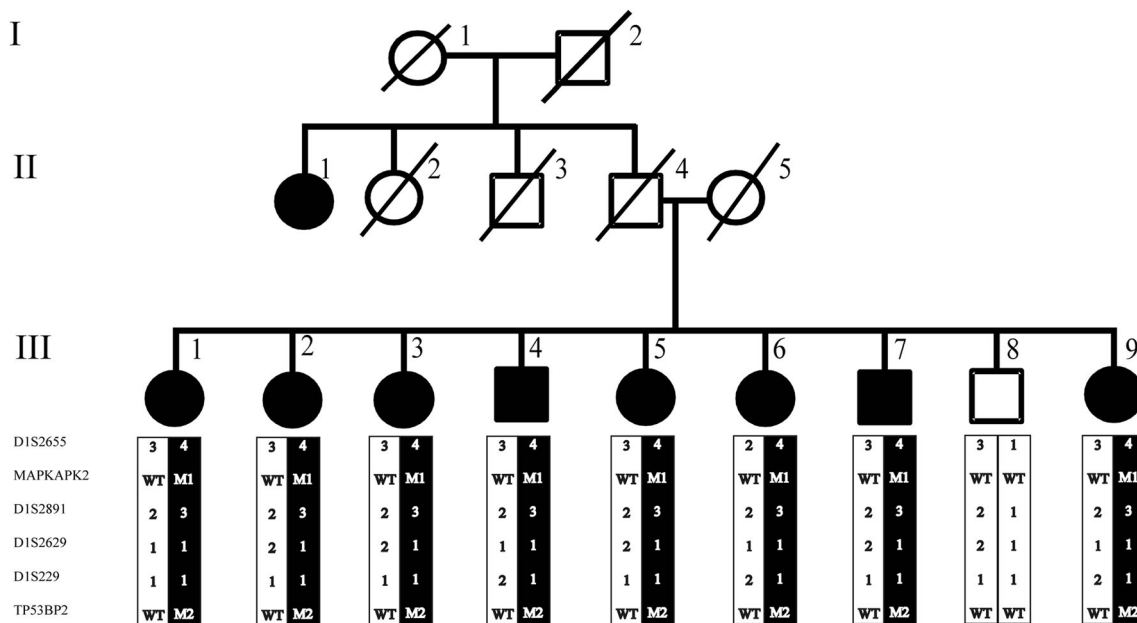 I 1 2
II 1 2 3 4 5
III 1 2 3 4 5 6 7 8 9
D1S2655 3 4 3 4 3 4 3 4 3 4 2 4 3 4 3 1 3 4
MAPKAPK2 WT M1 WT M1 WT M1 WT M1 WT M1 WT M1 WT M1 WT WT WT M1
D1S2891 2 3 2 3 2 3 2 3 2 3 2 3 2 3 2 1 2 3
D1S2629 1 1 2 1 2 1 1 1 2 1 1 1 2 1 2 1 1 1
D1S229 1 1 1 1 1 1 2 1 1 1 2 1 1 1 1 1 2 1
TP53BP2 WT M2 WT M2 WT M2 WT M2 WT M2 WT M2 WT M2 WT WT WT M2